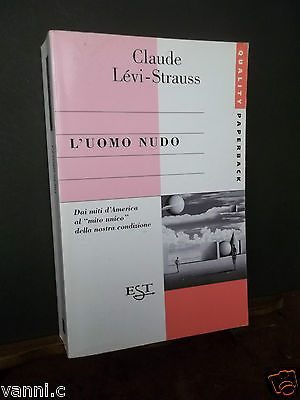 Claude
Lévi-Strauss
QUALITY PAPERBACK
L'UOMO NUDO
Dai miti d'America
al "mito unico"
della nostra condizione
EST
vanni.c